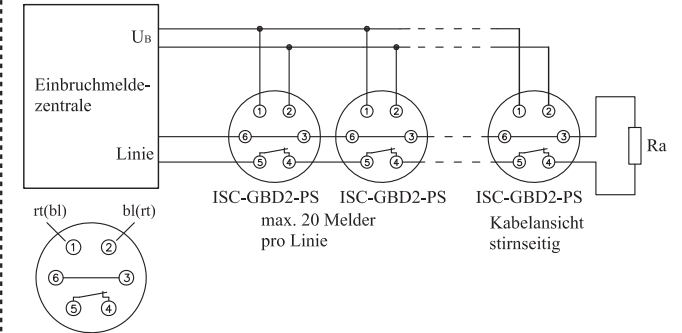 UB
Einbruchmelde-
zentrale
Linie
1 2 1 2 1 2
6 3 6 3 6 3
5 4 5 4 5 4
Ra
ISC-GBD2-PS ISC-GBD2-PS ISC-GBD2-PS
max. 20 Melder
pro Linie
Kabelansicht
stirnseitig
rt(bl) bl(rt)
1 2
6 3
5 4